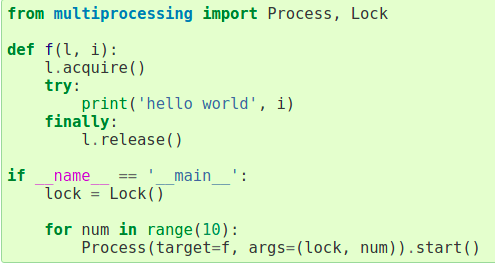 from multiprocessing import Process, Lock

def f(l, i):
    l.acquire()
    try:
        print('hello world', i)
    finally:
        l.release()

if __name__ == '__main__':
    lock = Lock()

    for num in range(10):
        Process(target=f, args=(lock, num)).start()